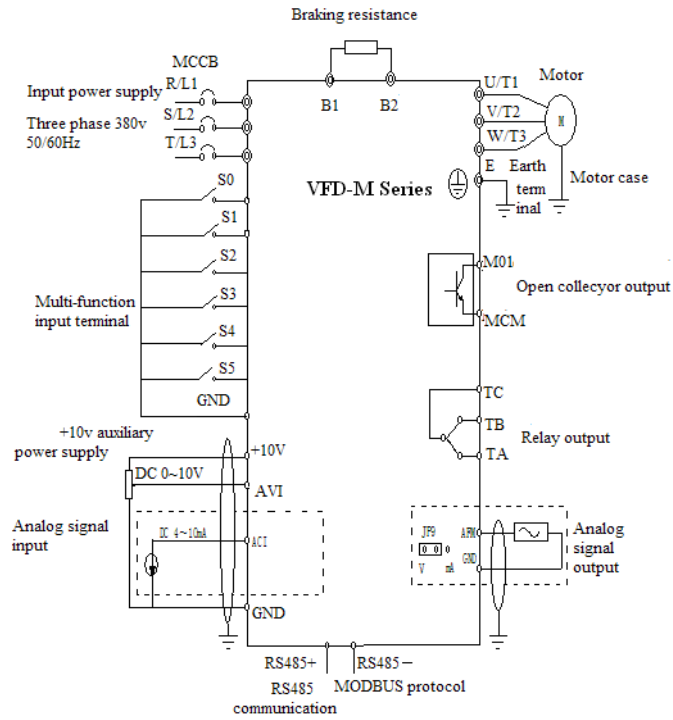 Braking resistance
MCCB
R/L1
Input power supply
S/L2
Three phase 380v
50/60Hz
T/L3
B1
B2
U/T1
Motor
V/T2
M
W/T3
E
Earth
term
inal
Motor case
VFD-M Series
S0
S1
S2
S3
S4
S5
GND
Multi-function
input terminal
M01
Open collecyor output
MCM
TC
TB
TA
Relay output
+10v auxiliary
power supply
+10V
DC 0~10V
AVI
Analog signal
input
DC 4~10mA
ACI
GND
JP9
V
mA
AFM
GND
Analog
signal
output
RS485+
RS485－
RS485
communication
MODBUS protocol